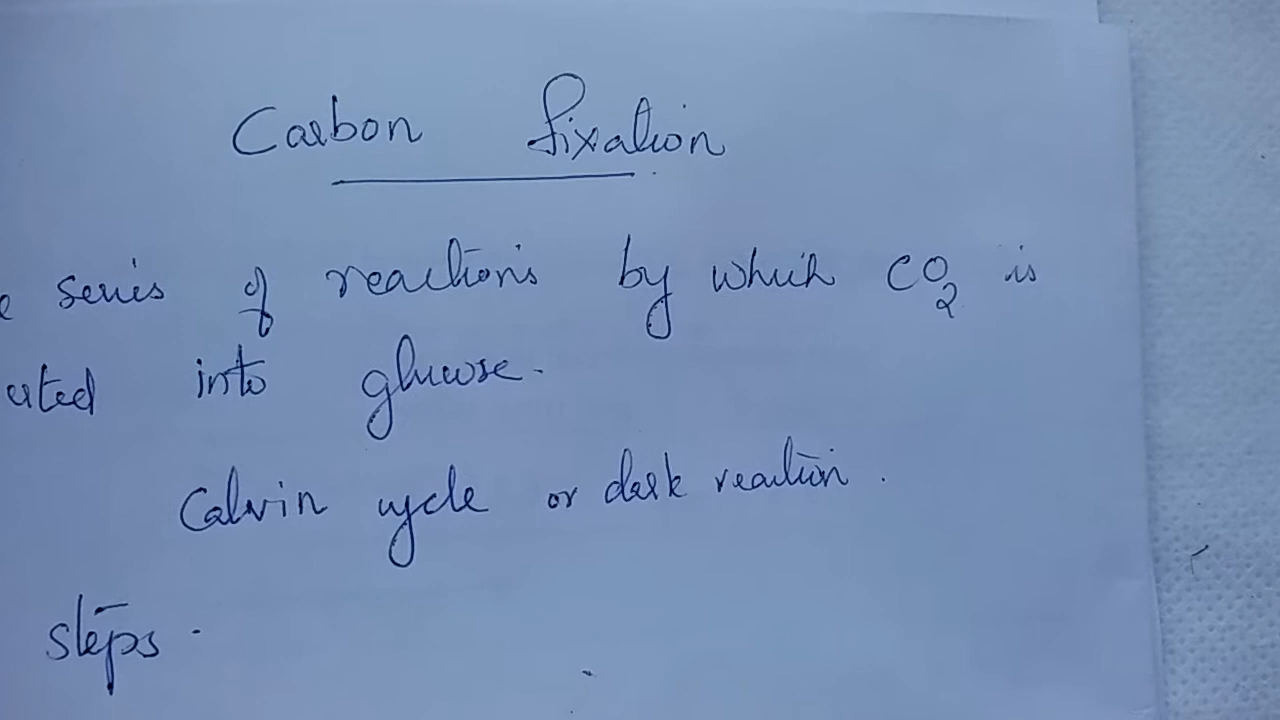 Carbon fixation
series of reactions by which CO2 is
into glucose.
Calvin cycle or dark reaction.
steps.